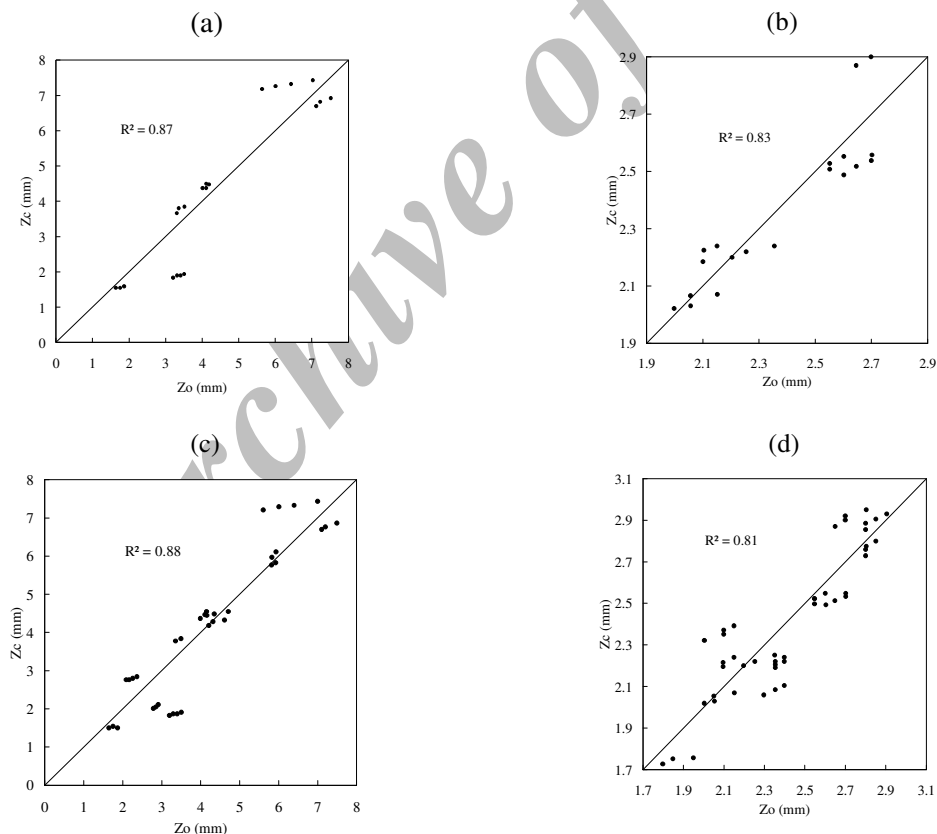 (a)
8
7
6
5
4
3
2
1
0
Zc (mm)
R² = 0.87
0 1 2 3 4 5 6 7 8
Zo (mm)
(b)
2.9
2.7
2.5
2.3
2.1
1.9
Zc (mm)
R² = 0.83
1.9 2.1 2.3 2.5 2.7 2.9
Zo (mm)
(c)
8
7
6
5
4
3
2
1
0
Zc (mm)
R² = 0.88
0 1 2 3 4 5 6 7 8
Zo (mm)
(d)
3.1
2.9
2.7
2.5
2.3
2.1
1.9
1.7
Zc (mm)
R² = 0.81
1.7 1.9 2.1 2.3 2.5 2.7 2.9 3.1
Zo (mm)
rchive of